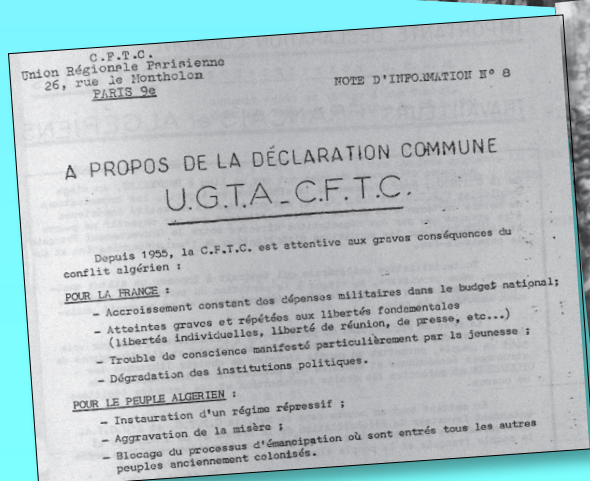 C.F.T.C.
Union Régionale Parisienne
26, rue de Montholon
PARIS 9e
NOTE D'INFORMATION N° 8
A PROPOS DE LA DÉCLARATION COMMUNE
U.G.T.A_C.F.T.C.
Depuis 1955, la C.F.T.C. est attentive aux graves conséquences du
conflit algérien :
POUR LA FRANCE :
- Accroissement constant des dépenses militaires dans le budget national;
- Atteintes graves et répétées aux libertés fondamentales
(libertés individuelles, liberté de réunion, de presse, etc...)
- Trouble de conscience manifesté particulièrement par la jeunesse ;
- Dégradation des institutions politiques.
POUR LE PEUPLE ALGERIEN :
- Instauration d'un régime répressif ;
- Aggravation de la misère ;
- Blocage du processus d'émancipation où sont entrés tous les autres
peuples anciennement colonisés.